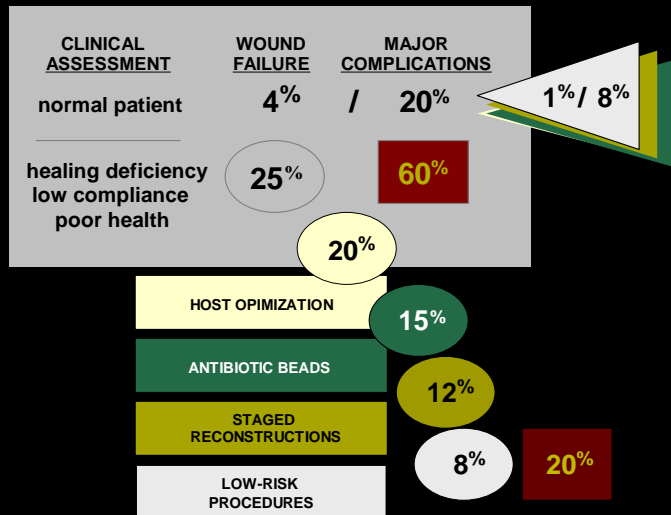 CLINICAL ASSESSMENT
WOUND FAILURE
MAJOR COMPLICATIONS
normal patient
4% / 20%
1%/ 8%
healing deficiency
low compliance
poor health
25%
60%
20%
HOST OPIMIZATION
15%
ANTIBIOTIC BEADS
12%
STAGED
RECONSTRUCTIONS
8%
20%
LOW-RISK
PROCEDURES